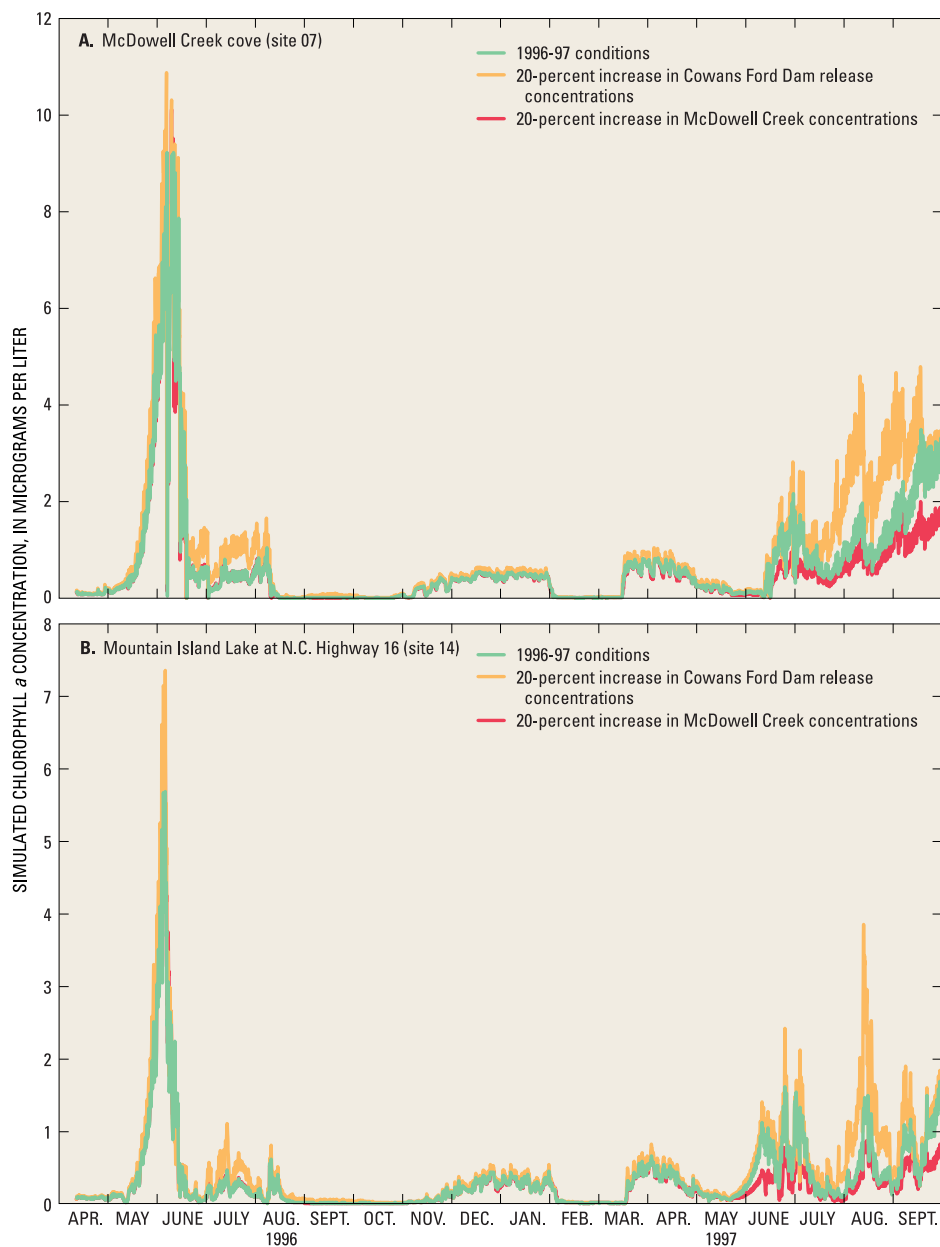 SIMULATED CHLOROPHYLL a CONCENTRATION, IN MICROGRAMS PER LITER
A. McDowell Creek cove (site 07)
1996-97 conditions
20-percent increase in Cowans Ford Dam release
concentrations
20-percent increase in McDowell Creek concentrations
12
10
8
6
4
2
0
B. Mountain Island Lake at N.C. Highway 16 (site 14)
1996-97 conditions
20-percent increase in Cowans Ford Dam release
concentrations
20-percent increase in McDowell Creek concentrations
8
7
6
5
4
3
2
1
0
APR. MAY JUNE JULY AUG. SEPT. OCT. NOV. DEC. JAN. FEB. MAR. APR. MAY JUNE JULY AUG. SEPT.
1996 1997